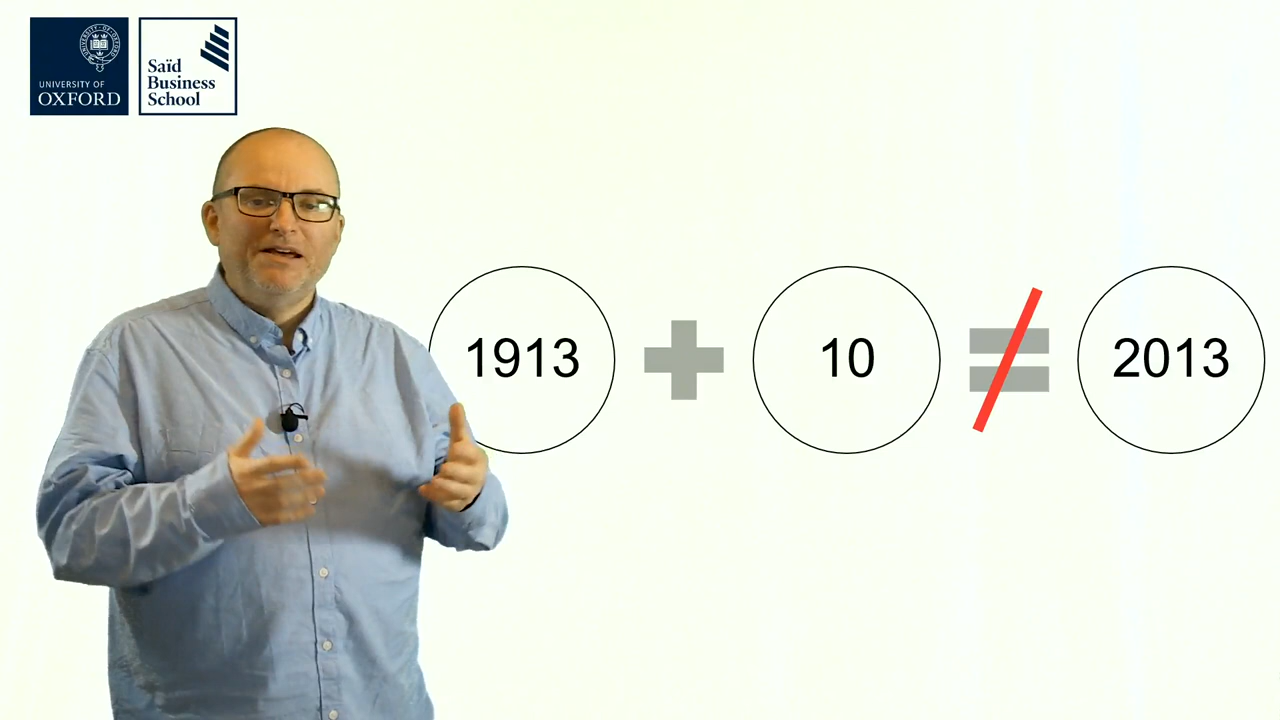 UNIVERSITY OF
OXFORD
Saïd
Business
School
1913 + 10 ≠ 2013